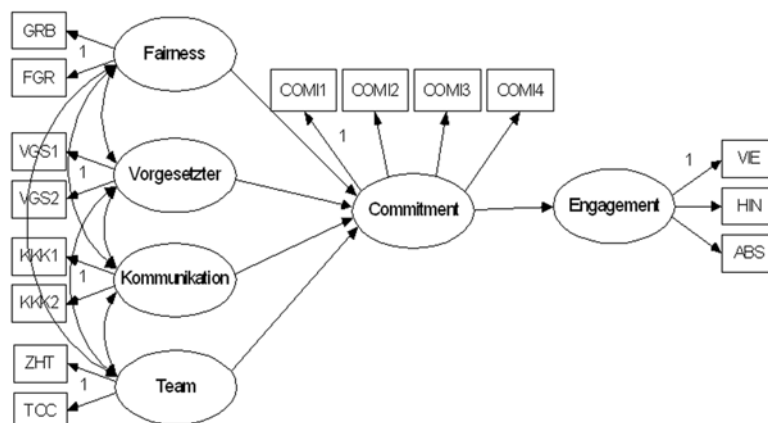 GRB
1
FGR
Fairness
COMI1
COMI2
COMI3
COMI4
1
VGS1
1
VGS2
Vorgesetzter
1
VIE
HIN
ABS
Commitment
Engagement
KKK1
1
KKK2
Kommunikation
ZHT
1
TOC
Team